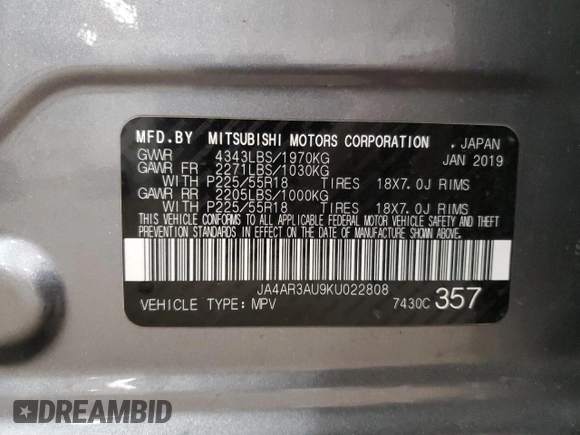 MFD.BY MITSUBISHI MOTORS CORPORATION . JAPAN
GVWR 4343LBS/1970KG JAN 2019
GAWR FR 2271LBS/1030KG
WITH P225/55R18 TIRES 18X7.0J RIMS
GAWR RR 2205LBS/1000KG
WITH P225/55R18 TIRES 18X7.0J RIMS
THIS VEHICLE CONFORMS TO ALL APPLICABLE FEDERAL MOTOR VEHICLE SAFETY AND THEFT
PREVENTION STANDARDS IN EFFECT ON THE DATE OF MANUFACTURE SHOWN ABOVE.
JA4AR3AU9KU022808
VEHICLE TYPE: MPV 7430C 357
DREAMBID